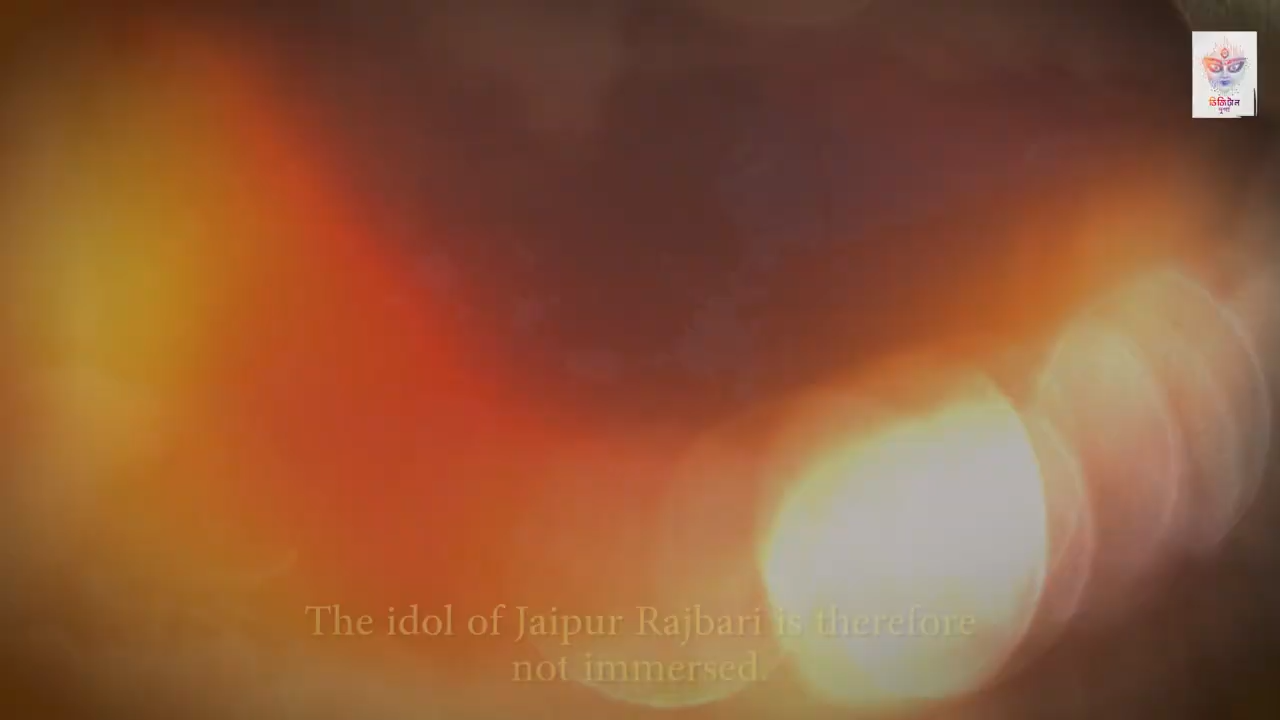 ডিজিটাল
The idol of Jaipur Rajbari is therefore
not immersed.